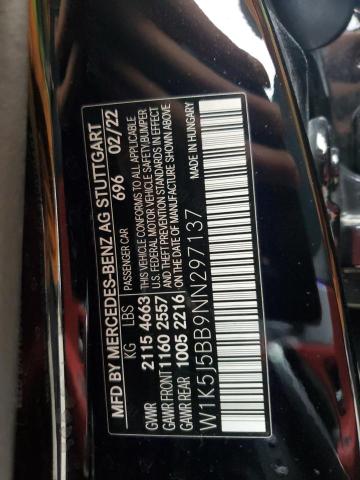 MFD BY MERCEDES-BENZ AG STUTTGART
PASSENGER CAR 696 02/22
KG LBS
GVWR 2115 4663
GAWR FRONT 1160 2557
GAWR REAR 1005 2216
THIS VEHICLE CONFORMS TO ALL APPLICABLE
U.S. FEDERAL MOTOR VEHICLE SAFETY, BUMPER
AND THEFT PREVENTION STANDARDS IN EFFECT
ON THE DATE OF MANUFACTURE SHOWN ABOVE
MADE IN HUNGARY
W1K5J5BB9NN297137